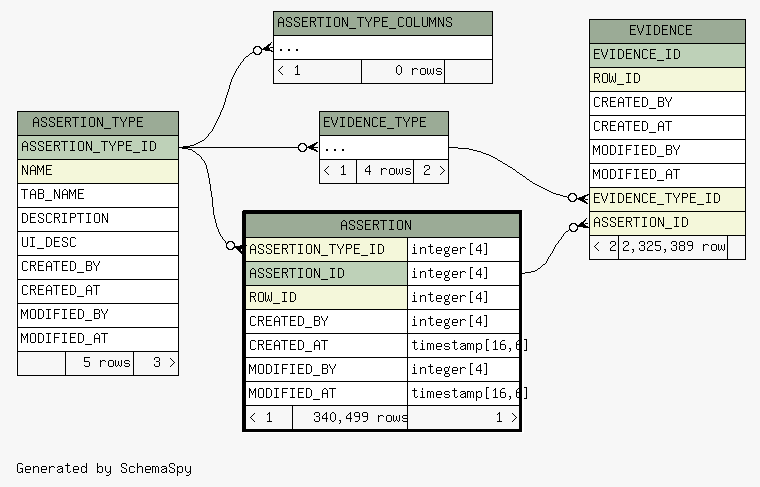 ASSERTION_TYPE_COLUMNS
...
< 1 0 rows
EVIDENCE
EVIDENCE_ID
ROW_ID
CREATED_BY
CREATED_AT
MODIFIED_BY
MODIFIED_AT
EVIDENCE_TYPE_ID
ASSERTION_ID
< 2 2,325,389 row
ASSERTION_TYPE
ASSERTION_TYPE_ID
NAME
TAB_NAME
DESCRIPTION
UI_DESC
CREATED_BY
CREATED_AT
MODIFIED_BY
MODIFIED_AT
5 rows 3 >
EVIDENCE_TYPE
...
< 1 4 rows 2 >
ASSERTION
ASSERTION_TYPE_ID integer[4]
ASSERTION_ID integer[4]
ROW_ID integer[4]
CREATED_BY integer[4]
CREATED_AT timestamp[16,6]
MODIFIED_BY integer[4]
MODIFIED_AT timestamp[16,6]
< 1 340,499 rows 1 >
Generated by SchemaSpy